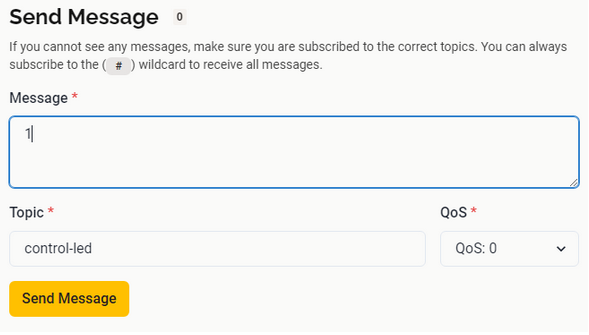 Send Message 0
If you cannot see any messages, make sure you are subscribed to the correct topics. You can always
subscribe to the ( # ) wildcard to receive all messages.
Message *
1
Topic * QoS *
control-led QoS: 0
Send Message